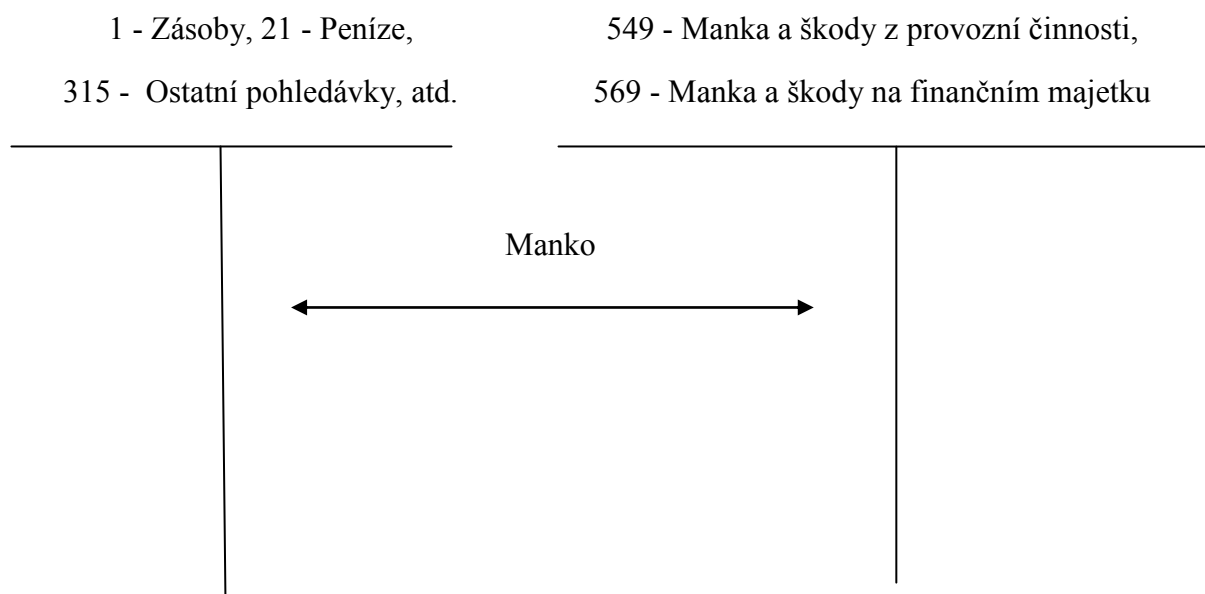 1 - Zásoby, 21 - Peníze,
315 - Ostatní pohledávky, atd.
549 - Manka a škody z provozní činnosti,
569 - Manka a škody na finančním majetku
Manko